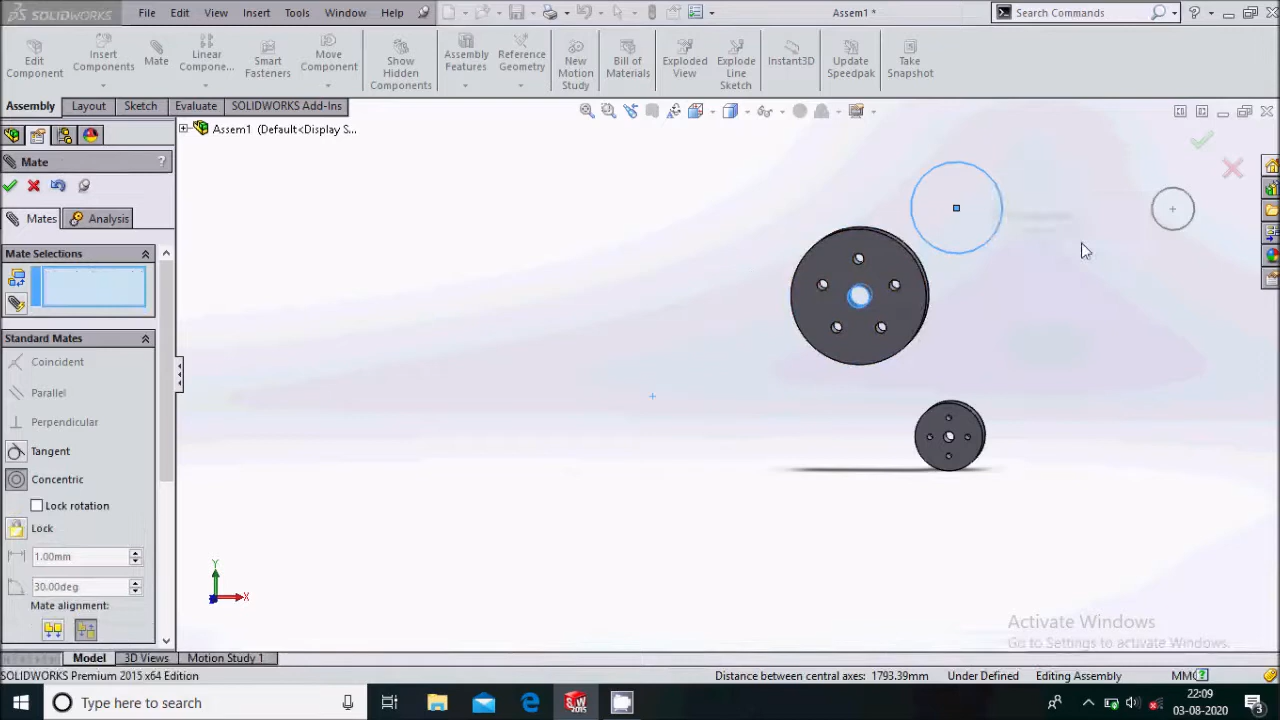 SOLIDWORKS File Edit View Insert Tools Window Help Assem1 * Search Commands ?
Edit Component
Insert Components
Mate
Linear Compone...
Smart Fasteners
Move Component
Show Hidden Components
Assembly Features
Reference Geometry
New Motion Study
Bill of Materials
Exploded View
Explode Line Sketch
Instant3D
Update Speedpak
Take Snapshot
Assembly Layout Sketch Evaluate SOLIDWORKS Add-Ins
Assem1 (Default<Display S...
Mate ?
Mates Analysis
Mate Selections
Standard Mates
Coincident
Parallel
Perpendicular
Tangent
Concentric
Lock rotation
Lock
1.00mm
30.00deg
Mate alignment:
Y
X
Activate Windows
Go to Settings to activate Windows.
Model 3D Views Motion Study 1
SOLIDWORKS Premium 2015 x64 Edition Distance between central axes: 1793.39mm Under Defined Editing Assembly MMG ?
Type here to search
22:09
03-08-2020
3